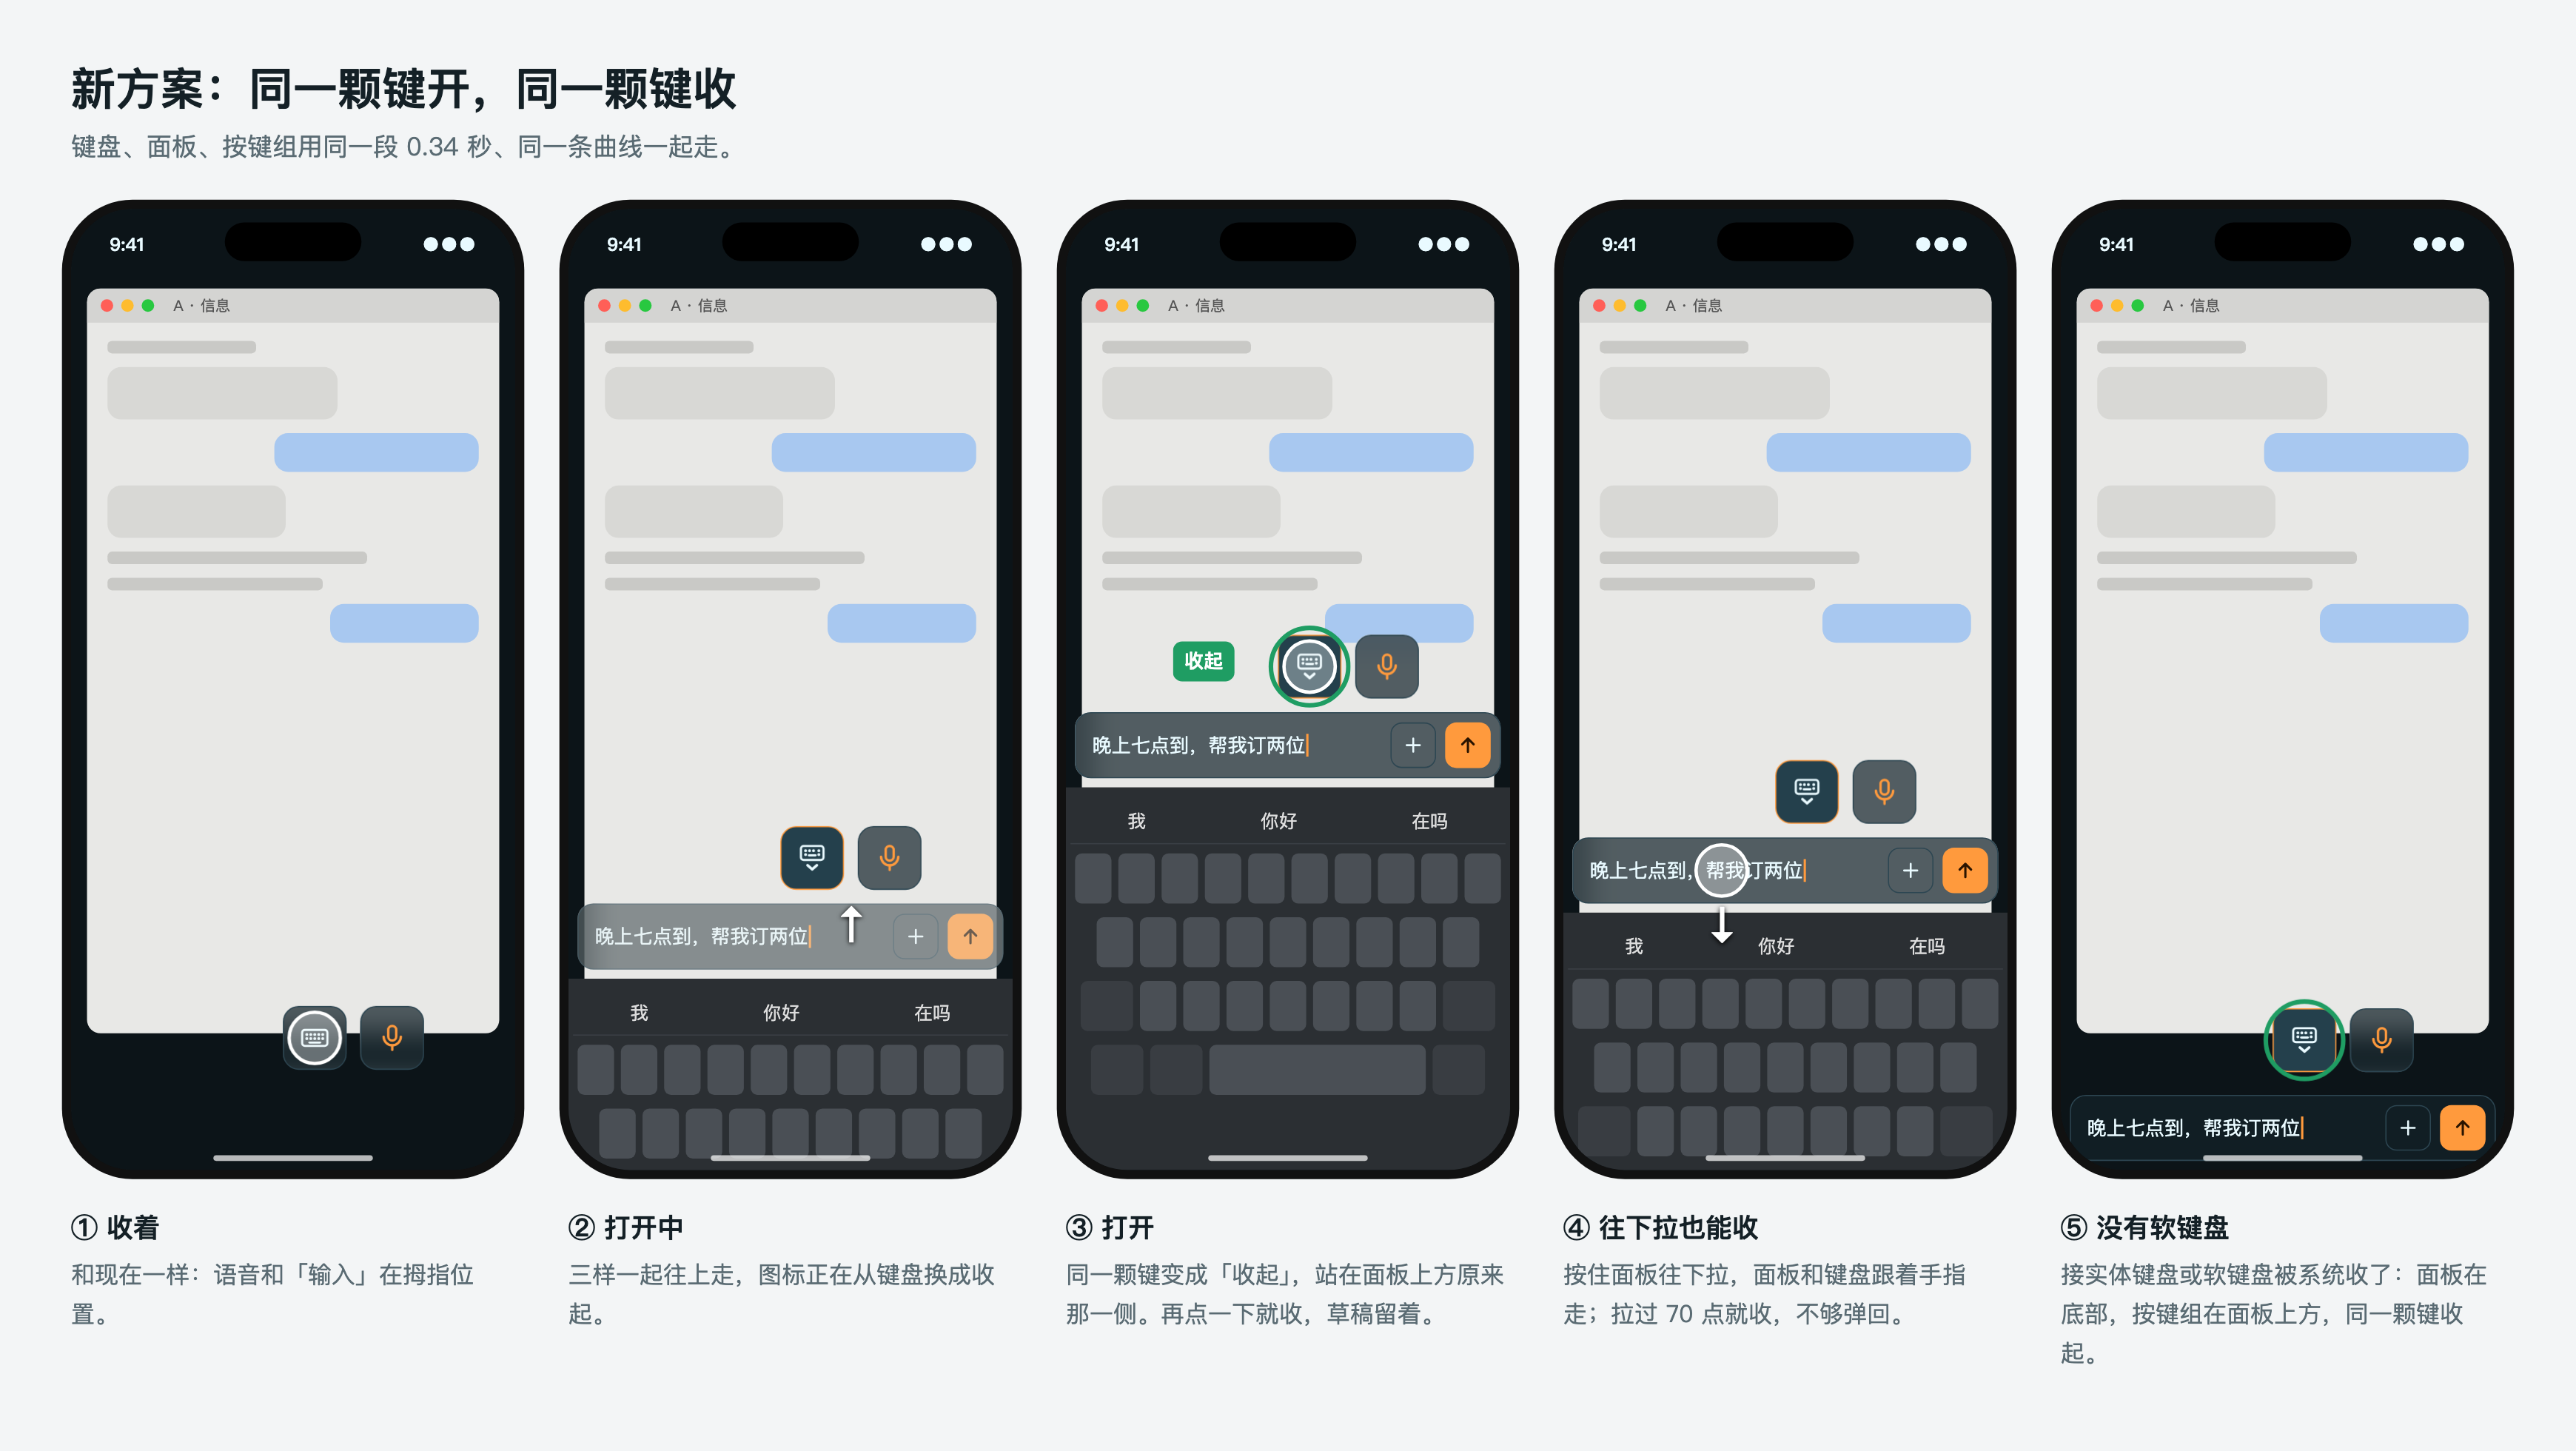 新方案：同一颗键开，同一颗键收
键盘、面板、按键组用同一段 0.34 秒、同一条曲线一起走。
9:41
A · 信息
① 收着
和现在一样：语音和「输入」在拇指位
置。
9:41
A · 信息
晚上七点到，帮我订两位
我 你好 在吗
② 打开中
三样一起往上走，图标正在从键盘换成收
起。
9:41
A · 信息
收起
晚上七点到，帮我订两位
我 你好 在吗
③ 打开
同一颗键变成「收起」，站在面板上方原来
那一侧。再点一下就收，草稿留着。
9:41
A · 信息
晚上七点到，帮我订两位
我 你好 在吗
④ 往下拉也能收
按住面板往下拉，面板和键盘跟着手指
走；拉过 70 点就收，不够弹回。
9:41
A · 信息
晚上七点到，帮我订两位
⑤ 没有软键盘
接实体键盘或软键盘被系统收了：面板在
底部，按键组在面板上方，同一颗键收
起。